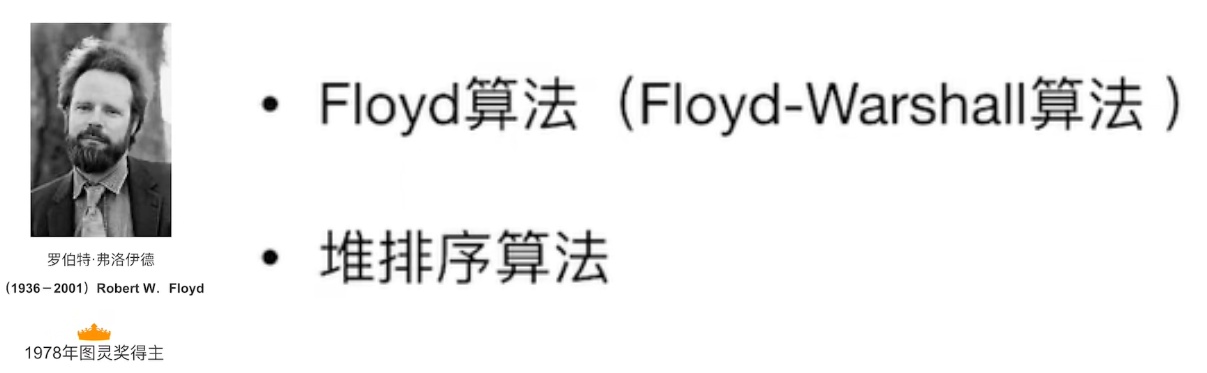 • Floyd算法（Floyd-Warshall算法 ）
• 堆排序算法
罗伯特·弗洛伊德
（1936－2001）Robert W． Floyd
1978年图灵奖得主